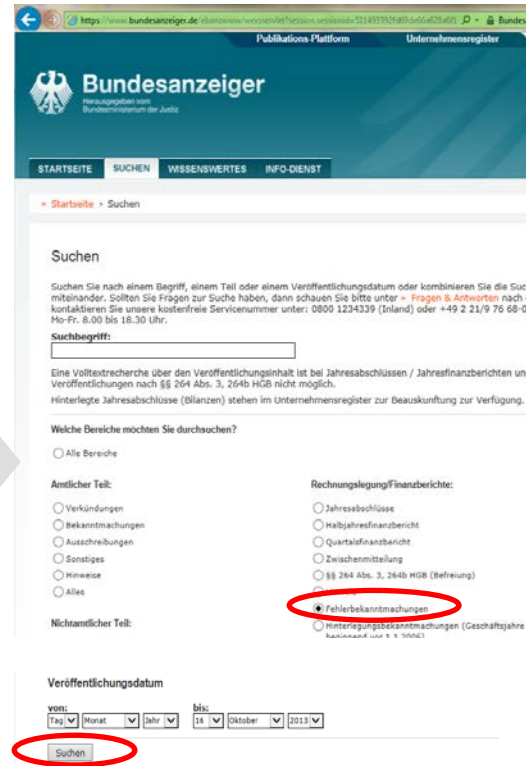 https://www.bundesanzeiger.de/ebanzwww/wexsservlet?session.sessionid=
Bundes
Publikations-Plattform Unternehmensregister
Bundesanzeiger
Herausgegeben vom
Bundesministerium der Justiz
STARTSEITE SUCHEN WISSENSWERTES INFO-DIENST
Startseite › Suchen
Suchen
Suchen Sie nach einem Begriff, einem Teil oder einem Veröffentlichungsdatum oder kombinieren Sie die Suc
miteinander. Sollten Sie Fragen zur Suche haben, dann schauen Sie bitte unter » Fragen & Antworten nach
kontaktieren Sie unsere kostenfreie Servicenummer unter: 0800 1234339 (Inland) oder +49 2 21/9 76 68-0
Mo-Fr. 8.00 bis 18.30 Uhr.
Suchbegriff:
Eine Volltextrecherche über den Veröffentlichungsinhalt ist bei Jahresabschlüssen / Jahresfinanzberichten un
Veröffentlichungen nach §§ 264 Abs. 3, 264b HGB nicht möglich.
Hinterlegte Jahresabschlüsse (Bilanzen) stehen im Unternehmensregister zur Beauskunftung zur Verfügung.
Welche Bereiche möchten Sie durchsuchen?
Alle Bereiche
Amtlicher Teil:
Verkündungen
Bekanntmachungen
Ausschreibungen
Sonstiges
Hinweise
Alles
Nichtamtlicher Teil:
Rechnungslegung/Finanzberichte:
Jahresabschlüsse
Halbjahresfinanzbericht
Quartalsfinanzbericht
Zwischenmitteilung
§§ 264 Abs. 3, 264b HGB (Befreiung)
Fehlerbekanntmachungen
Hinterlegungsbekanntmachungen (Geschäftsjahre
beginnend vor 1.1.2006)
Veröffentlichungsdatum
von: bis:
Tag Monat Jahr 16 Oktober 2013
Suchen